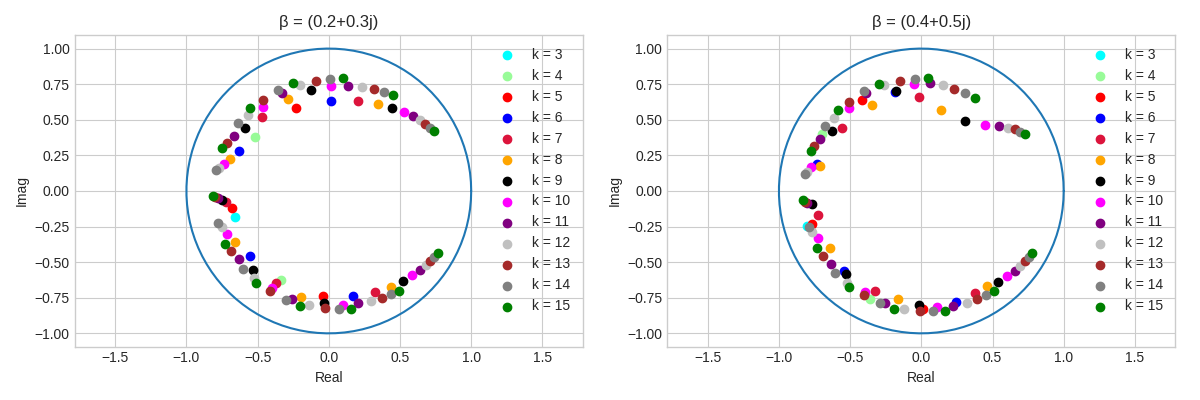 β = (0.2+0.3j)
1.00
0.75
0.50
0.25
0.00
−0.25
−0.50
−0.75
−1.00
Imag
−1.5 −1.0 −0.5 0.0 0.5 1.0 1.5
Real
k = 3
k = 4
k = 5
k = 6
k = 7
k = 8
k = 9
k = 10
k = 11
k = 12
k = 13
k = 14
k = 15
β = (0.4+0.5j)
1.00
0.75
0.50
0.25
0.00
−0.25
−0.50
−0.75
−1.00
Imag
−1.5 −1.0 −0.5 0.0 0.5 1.0 1.5
Real
k = 3
k = 4
k = 5
k = 6
k = 7
k = 8
k = 9
k = 10
k = 11
k = 12
k = 13
k = 14
k = 15